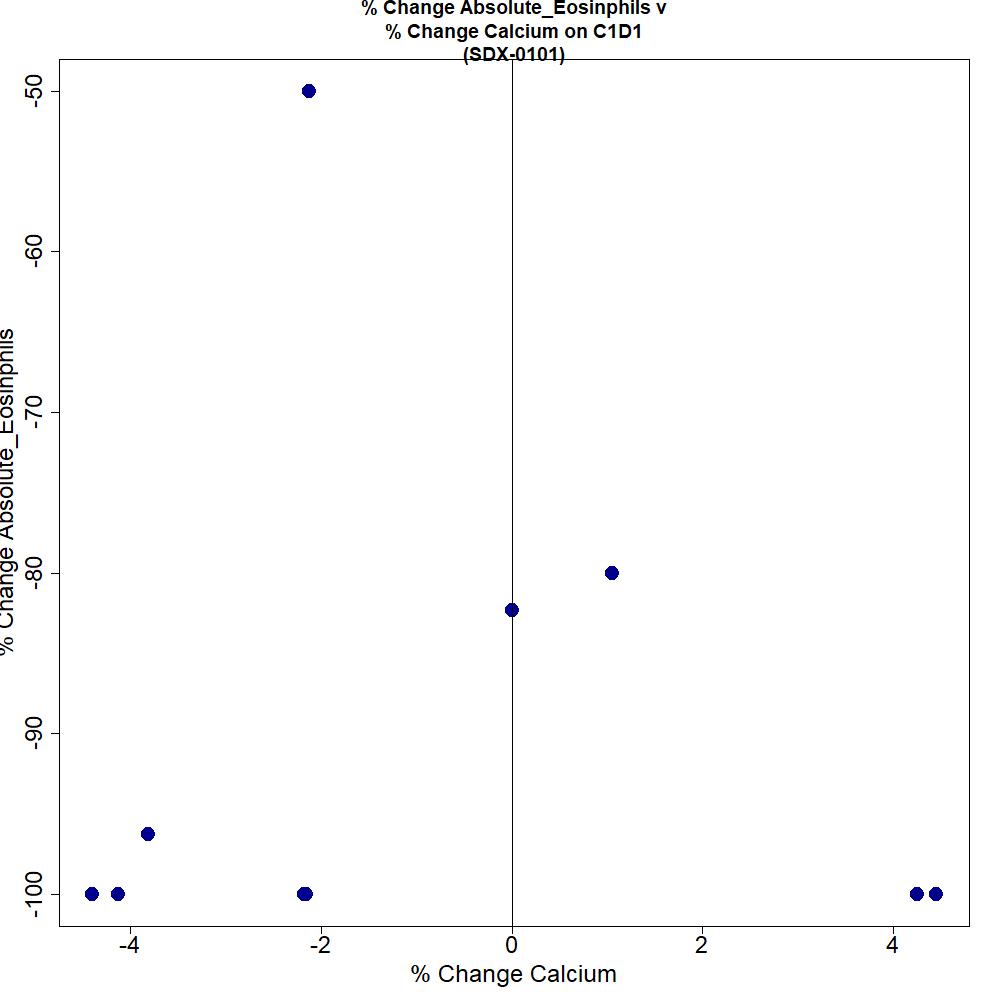 % Change Absolute_Eosinphils v
% Change Calcium on C1D1
(SDX-0101)
% Change Absolute_Eosinphils
-50
-60
-70
-80
-90
-100
-4
-2
0
2
4
% Change Calcium